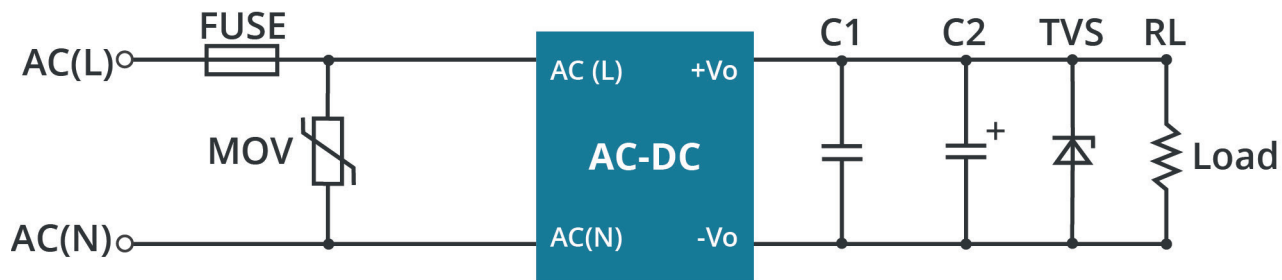 FUSE
C1 C2 TVS RL
AC(L)
AC (L) +Vo
MOV
AC-DC
+
Load
AC(N)
AC(N) -Vo